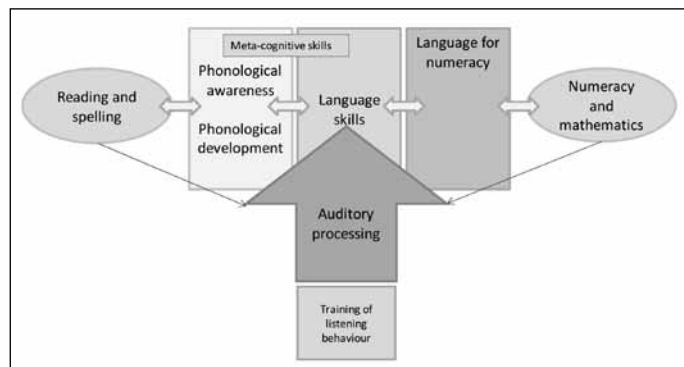 Meta-cognitive skills
Language for
numeracy
Phonological
awareness
Reading and
spelling
Language
skills
Numeracy
and
mathematics
Phonological
development
Auditory
processing
Training of
listening
behaviour